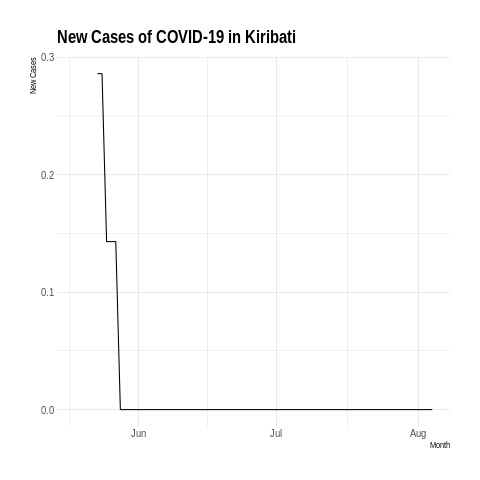 New Cases of COVID-19 in Kiribati
New Cases
0.3
0.2
0.1
0.0
Jun
Jul
Aug
Month